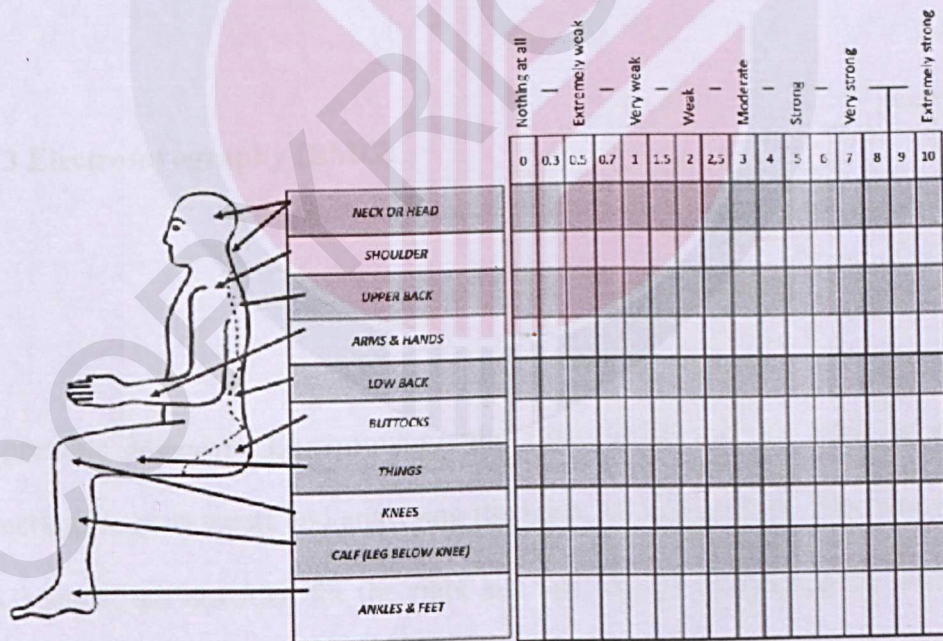 Nothing at all
Extremely weak
Very weak
Weak
Moderate
Strong
Very strong
Extremely strong
0 0.3 0.5 0.7 1 1.5 2 2.5 3 4 5 6 7 8 9 10
NECK OR HEAD
SHOULDER
UPPER BACK
ARMS & HANDS
LOW BACK
BUTTOCKS
THINGS
KNEES
CALF (LEG BELOW KNEE)
ANKLES & FEET
COPYRIG